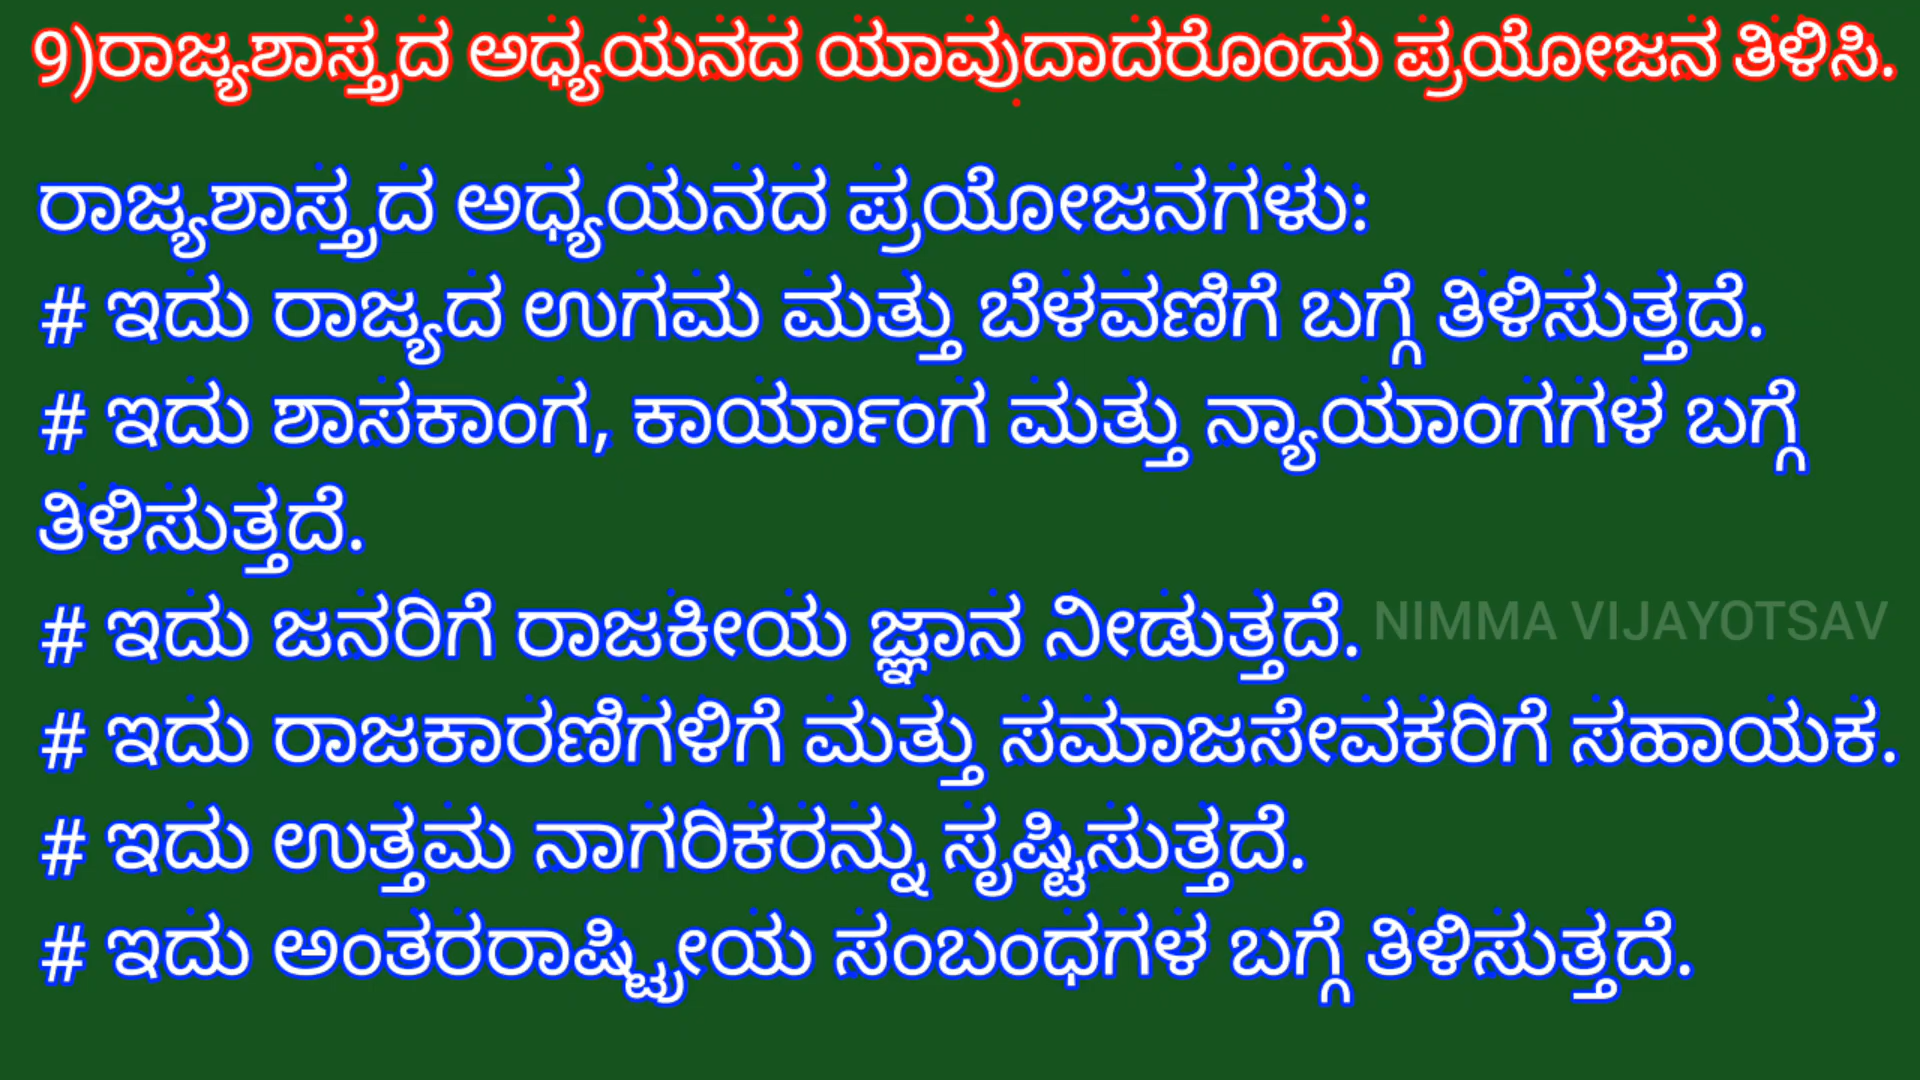 9)ರಾಜ್ಯಶಾಸ್ತ್ರದ ಅಧ್ಯಯನದ ಯಾವುದಾದರೊಂದು ಪ್ರಯೋಜನ ತಿಳಿಸಿ.
ರಾಜ್ಯಶಾಸ್ತ್ರದ ಅಧ್ಯಯನದ ಪ್ರಯೋಜನಗಳು:
# ಇದು ರಾಜ್ಯದ ಉಗಮ ಮತ್ತು ಬೆಳವಣಿಗೆ ಬಗ್ಗೆ ತಿಳಿಸುತ್ತದೆ.
# ಇದು ಶಾಸಕಾಂಗ, ಕಾರ್ಯಾಂಗ ಮತ್ತು ನ್ಯಾಯಾಂಗಗಳ ಬಗ್ಗೆ
ತಿಳಿಸುತ್ತದೆ.
# ಇದು ಜನರಿಗೆ ರಾಜಕೀಯ ಜ್ಞಾನ ನೀಡುತ್ತದೆ. NIMMA VIJAYOTSAV
# ಇದು ರಾಜಕಾರಣಿಗಳಿಗೆ ಮತ್ತು ಸಮಾಜಸೇವಕರಿಗೆ ಸಹಾಯಕ.
# ಇದು ಉತ್ತಮ ನಾಗರಿಕರನ್ನು ಸೃಷ್ಟಿಸುತ್ತದೆ.
# ಇದು ಅಂತರರಾಷ್ಟ್ರೀಯ ಸಂಬಂಧಗಳ ಬಗ್ಗೆ ತಿಳಿಸುತ್ತದೆ.